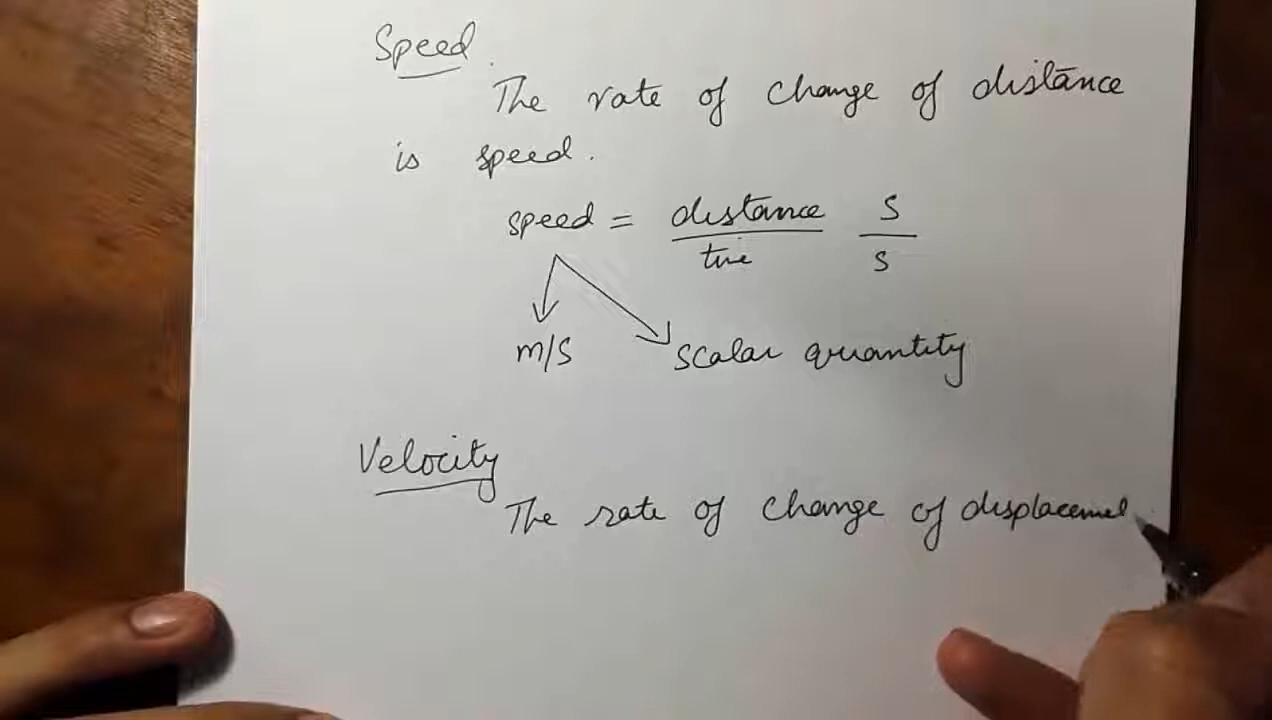 Speed.
The rate of change of distance
is speed.
speed = distance / time S / s
m/s
scalar quantity
Velocity
The rate of change of displacemet